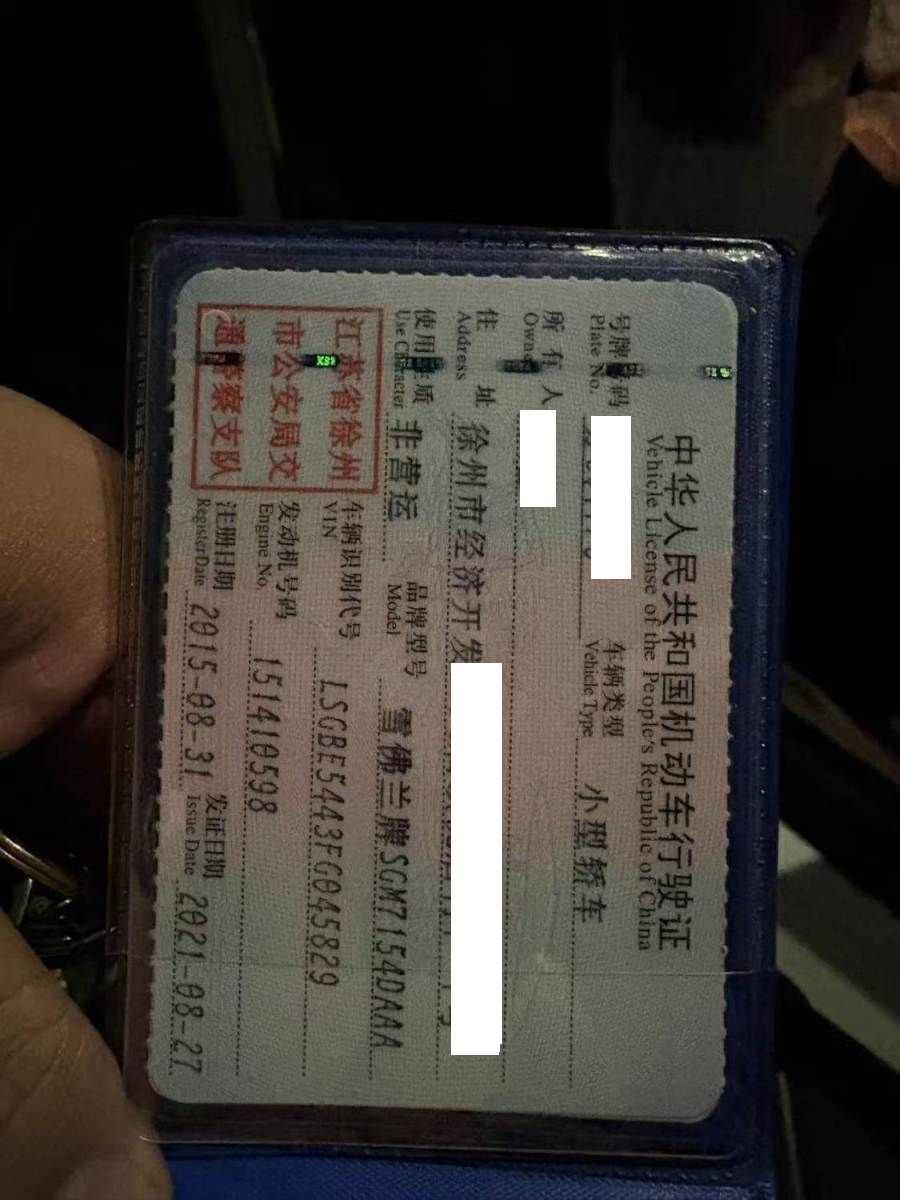 中华人民共和国机动车行驶证
Vehicle License of the People's Republic of China
号牌号码
Plate No.
车辆类型 小型轿车
Vehicle Type
所有人
Owner
住址 徐州市经济开发
Address
使用性质 非营运
Use Character
品牌型号 雪佛兰牌SGM7154DAAA
Model
江苏省徐州
市公安局交
通警察支队
车辆识别代号 LSGBE5443FG045829
VIN
发动机号码 151410598
Engine No.
注册日期 2015-08-31
Register Date
发证日期 2021-08-27
Issue Date